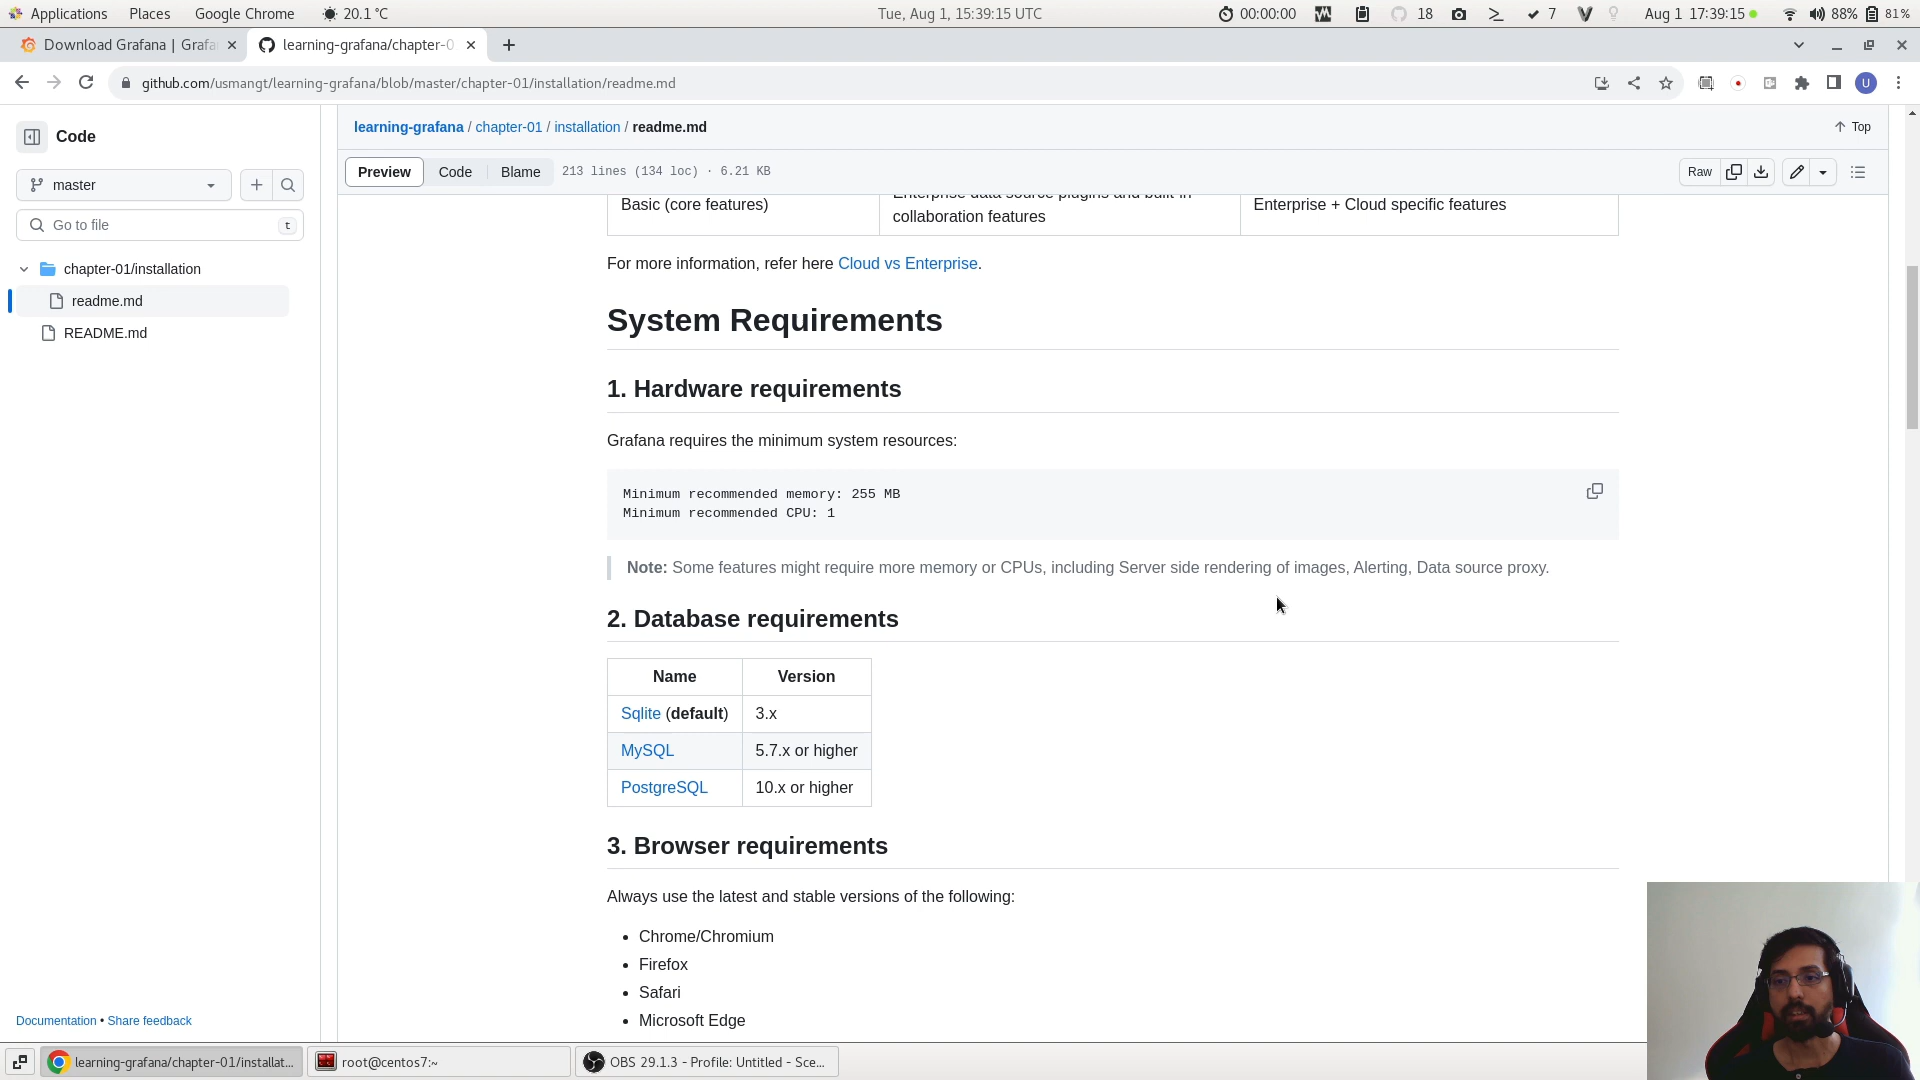 Applications Places Google Chrome 20.1 °C Tue, Aug 1, 15:39:15 UTC 00:00:00 18 7 Aug 1 17:39:15 88% 81%
Download Grafana | Grafa
learning-grafana/chapter-0
github.com/usmangt/learning-grafana/blob/master/chapter-01/installation/readme.md U
Code
master
Go to file t
chapter-01/installation
readme.md
README.md
Documentation • Share feedback
learning-grafana / chapter-01 / installation / readme.md Top
Preview Code Blame 213 lines (134 loc) · 6.21 KB Raw
Basic (core features)
Enterprise data source plugins and built-in
collaboration features
Enterprise + Cloud specific features
For more information, refer here Cloud vs Enterprise.
System Requirements
1. Hardware requirements
Grafana requires the minimum system resources:
Minimum recommended memory: 255 MB
Minimum recommended CPU: 1
Note: Some features might require more memory or CPUs, including Server side rendering of images, Alerting, Data source proxy.
2. Database requirements
Name Version
Sqlite (default) 3.x
MySQL 5.7.x or higher
PostgreSQL 10.x or higher
3. Browser requirements
Always use the latest and stable versions of the following:
• Chrome/Chromium
• Firefox
• Safari
• Microsoft Edge
learning-grafana/chapter-01/installat... root@centos7:~ OBS 29.1.3 - Profile: Untitled - Sce...